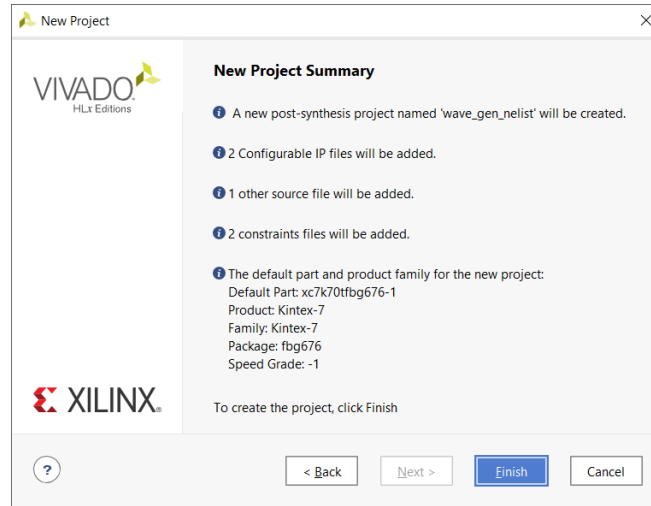 New Project
VIVADO.
HLx Editions
New Project Summary
A new post-synthesis project named 'wave_gen_nelist' will be created.
2 Configurable IP files will be added.
1 other source file will be added.
2 constraints files will be added.
The default part and product family for the new project:
Default Part: xc7k70tfbg676-1
Product: Kintex-7
Family: Kintex-7
Package: fbg676
Speed Grade: -1
XILINX.
To create the project, click Finish
? < Back Next > Finish Cancel